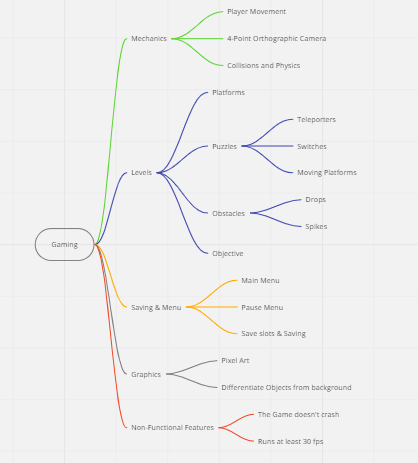 Gaming
Mechanics
Player Movement
4-Point Orthographic Camera
Collisions and Physics
Levels
Platforms
Puzzles
Teleporters
Switches
Moving Platforms
Obstacles
Drops
Spikes
Objective
Saving & Menu
Main Menu
Pause Menu
Save slots & Saving
Graphics
Pixel Art
Differentiate Objects from background
Non-Functional Features
The Game doesn't crash
Runs at least 30 fps